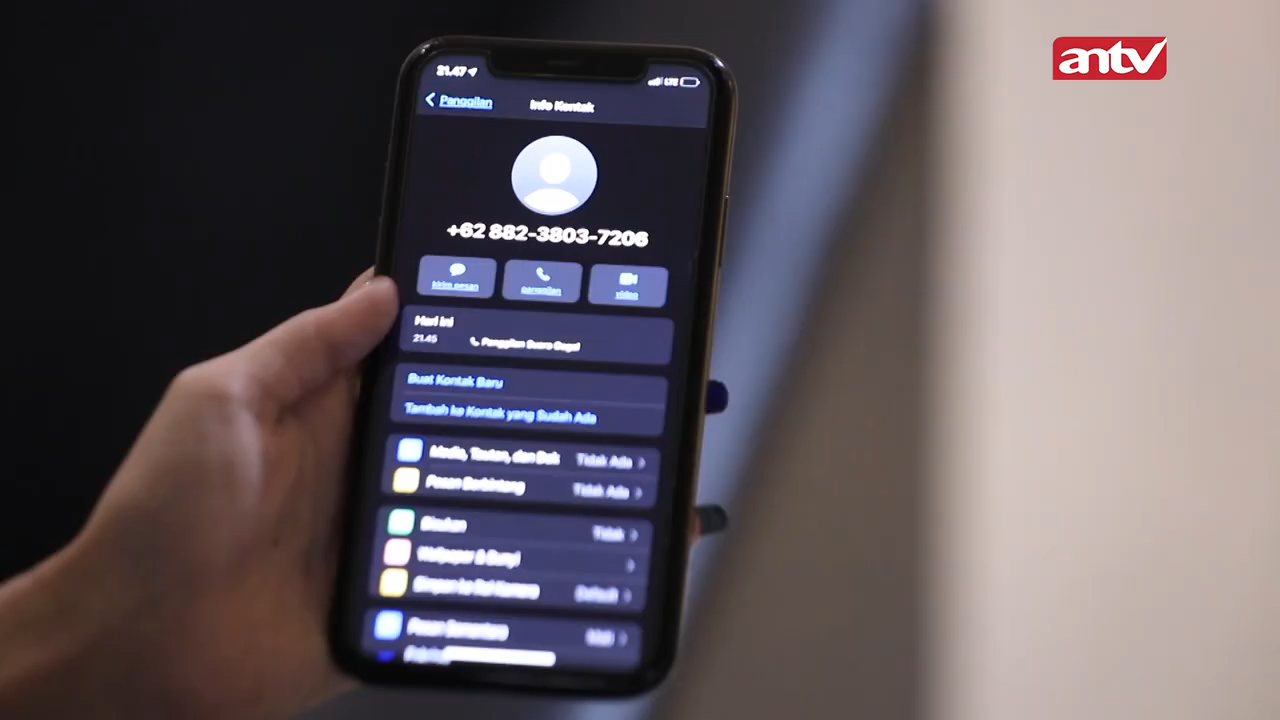 antv
21.47
LTE
Panggilan
Info Kontak
+62 882-3803-7206
kirim pesan
panggilan
video
Hari ini
21.45
Panggilan Suara Gagal
Buat Kontak Baru
Tambah ke Kontak yang Sudah Ada
Media, Tautan, dan Dok
Tidak Ada
Pesan Berbintang
Tidak Ada
Bisukan
Tidak
Wallpaper & Bunyi
Simpan ke Rol Kamera
Default
Pesan Sementara
Mati